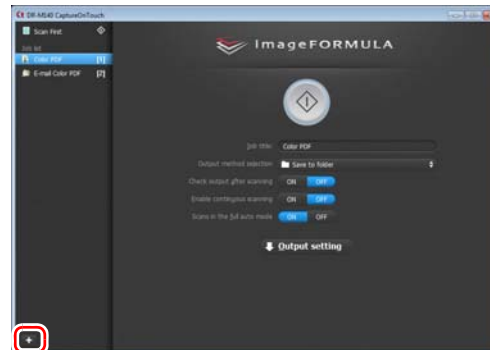 DR-M140 CaptureOnTouch
Scan First
Job list
Color PDF [1]
E-mail Color PDF [2]
imageFORMULA
Job title: Color PDF
Output method selection Save to folder
Check output after scanning ON OFF
Enable continuous scanning ON OFF
Scans in the full auto mode ON OFF
Output setting
+